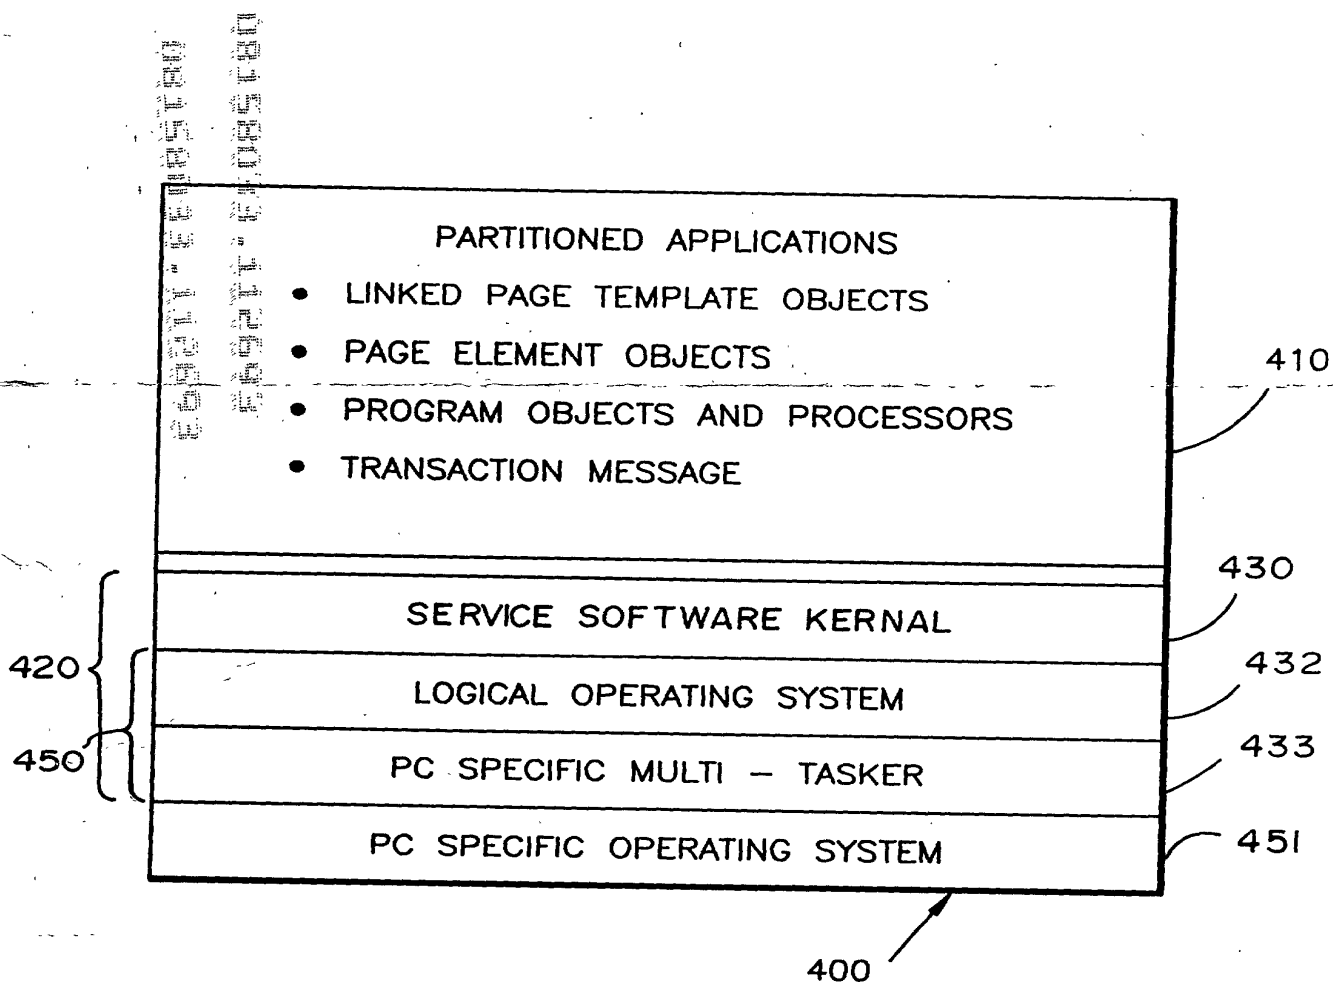 PARTITIONED APPLICATIONS
• LINKED PAGE TEMPLATE OBJECTS
• PAGE ELEMENT OBJECTS
410
• PROGRAM OBJECTS AND PROCESSORS
• TRANSACTION MESSAGE
430
SERVICE SOFTWARE KERNAL
420
432
LOGICAL OPERATING SYSTEM
450
433
PC SPECIFIC MULTI - TASKER
451
PC SPECIFIC OPERATING SYSTEM
400